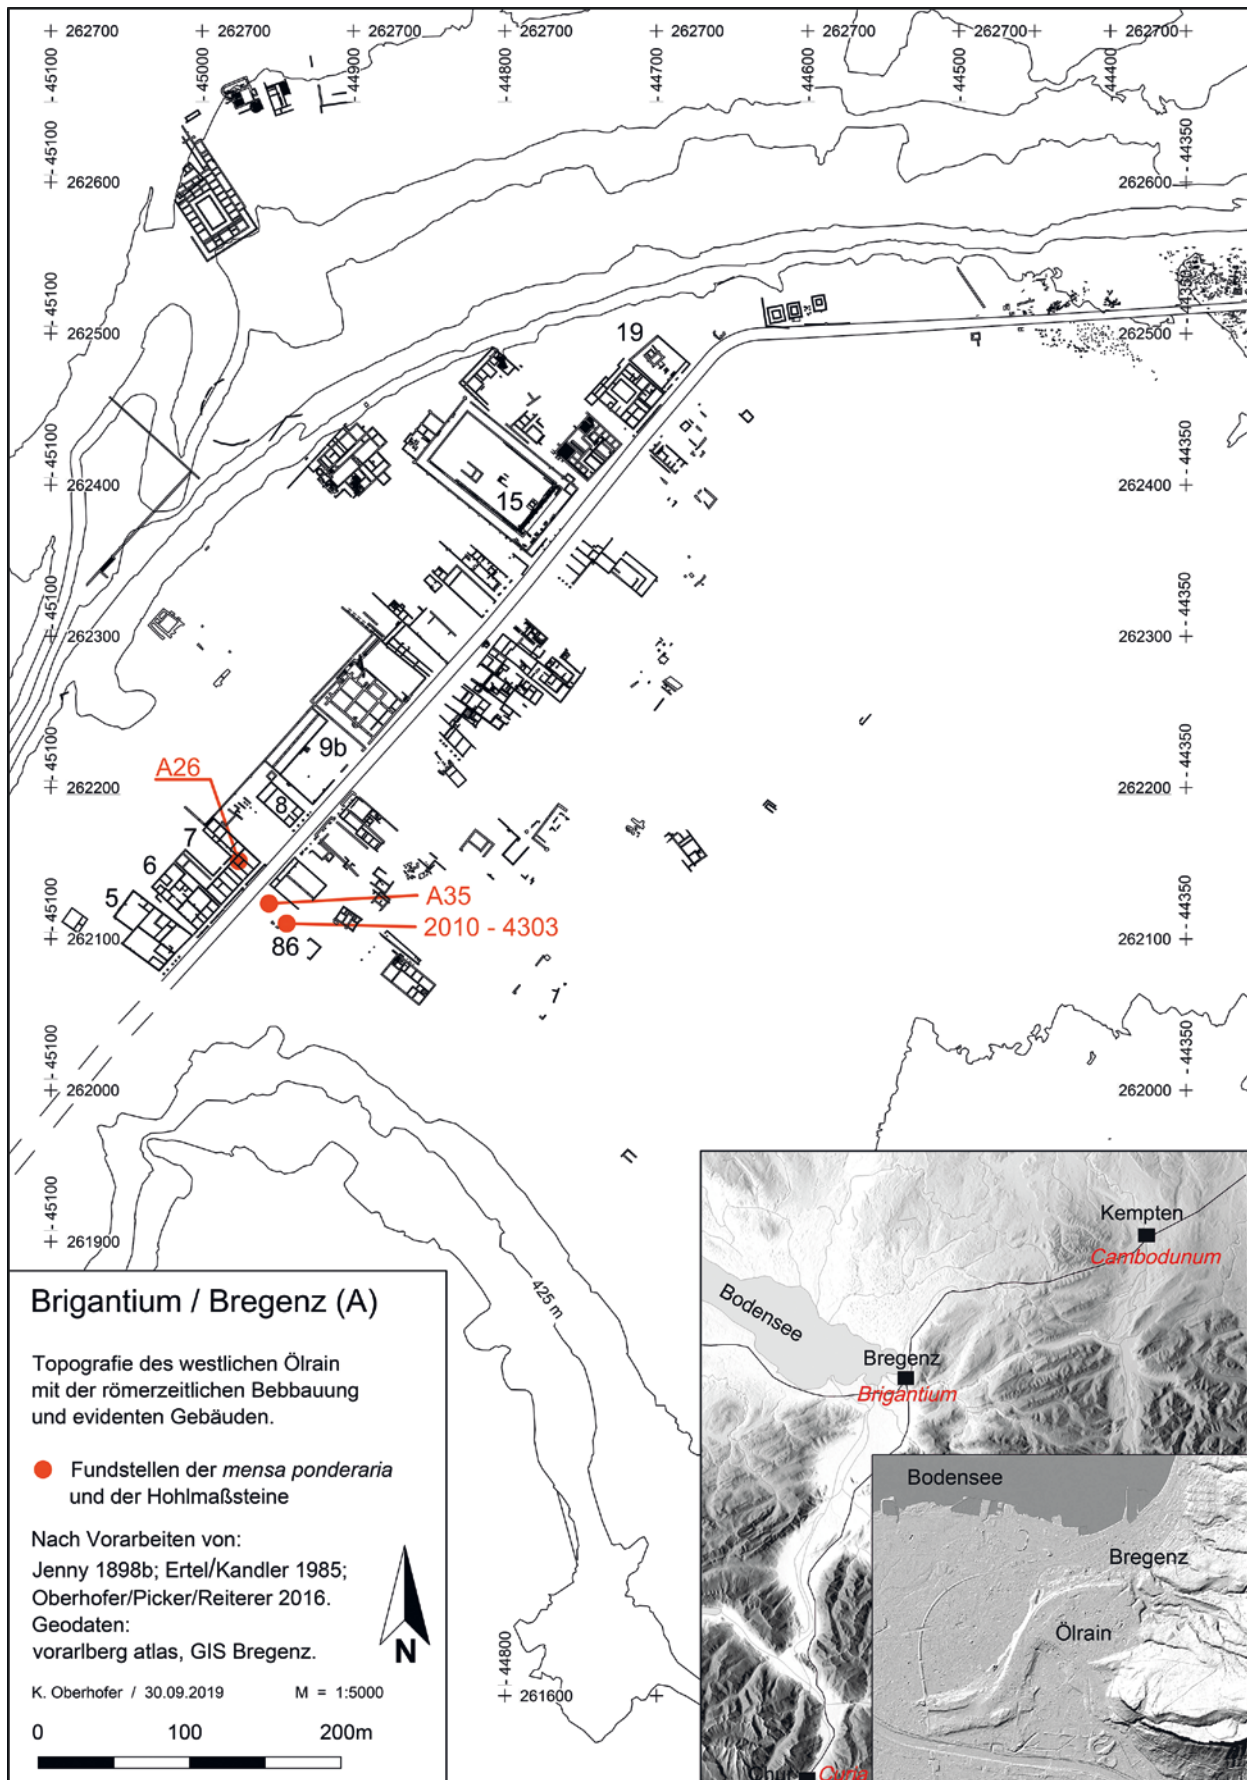 262700 262700 262700 262700 262700 262700 262700
-45100 -45000 -44900 -44800 -44700 -44600 -44500 -44400
-45100 262600 262600 -44350
-45100 262500 262500 -44350
19
-45100 262400 262400 -44350
15
-45100 262300 262300 -44350
9b
-45100 262200 262200 -44350
A26
8
7
6
5
-45100 262100 262100 -44350
A35
2010 - 4303
86
-45100 262000 262000 -44350
-45100 261900
425 m
-44800 261600
Brigantium / Bregenz (A)
Topografie des westlichen Ölrain
mit der römerzeitlichen Bebbauung
und evidenten Gebäuden.
Fundstellen der mensa ponderaria
und der Hohlmaßsteine
Nach Vorarbeiten von:
Jenny 1898b; Ertel/Kandler 1985;
Oberhofer/Picker/Reiterer 2016.
Geodaten:
vorarlberg atlas, GIS Bregenz.
N
K. Oberhofer / 30.09.2019 M = 1:5000
0 100 200m
Kempten
Cambodunum
Bodensee
Bregenz
Brigantium
Chur Curia
Bodensee
Bregenz
Ölrain